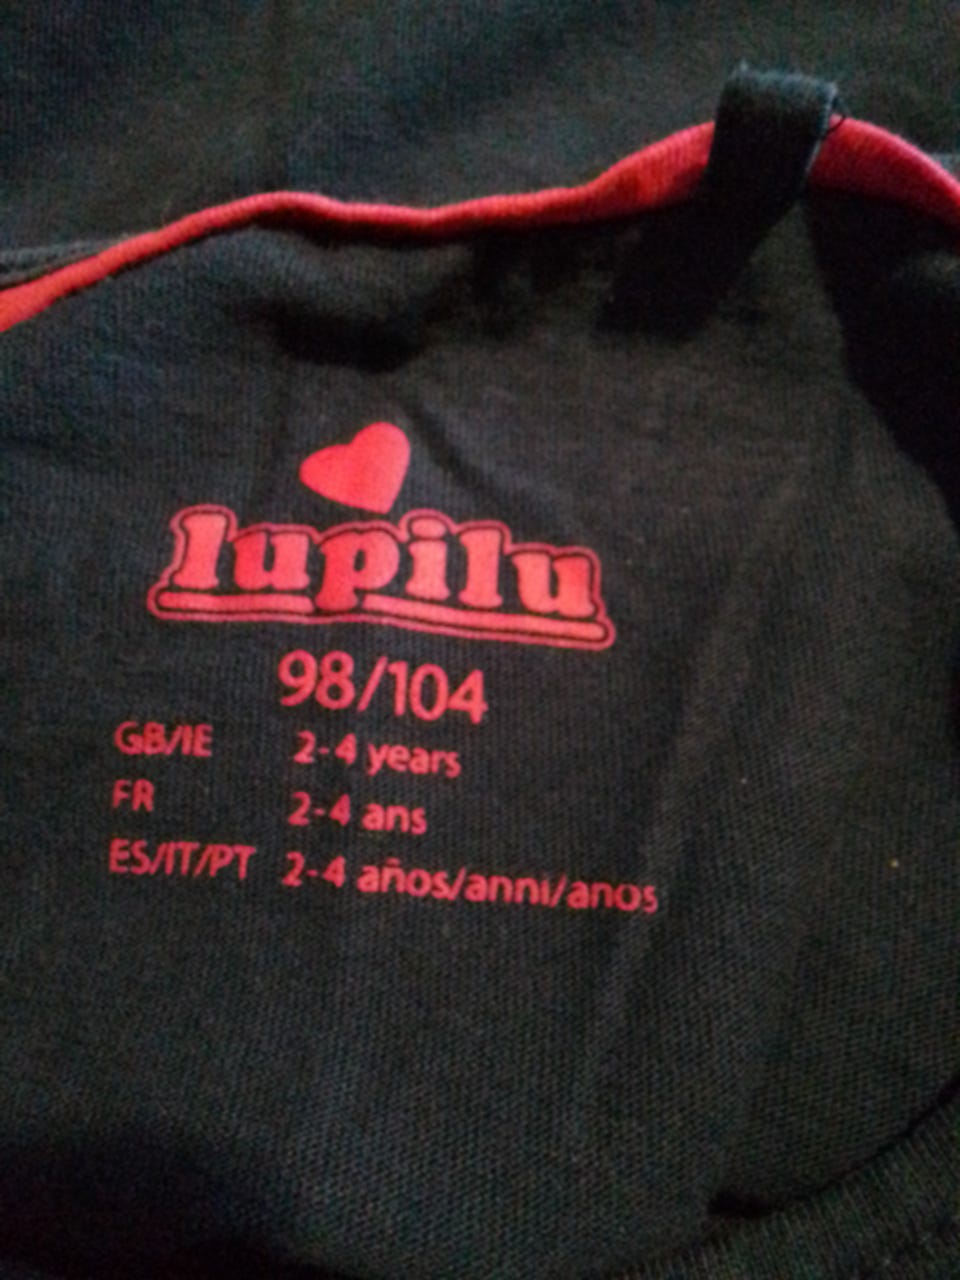 lupilu
98/104
GB/IE 2-4 years
FR 2-4 ans
ES/IT/PT 2-4 años/anni/anos